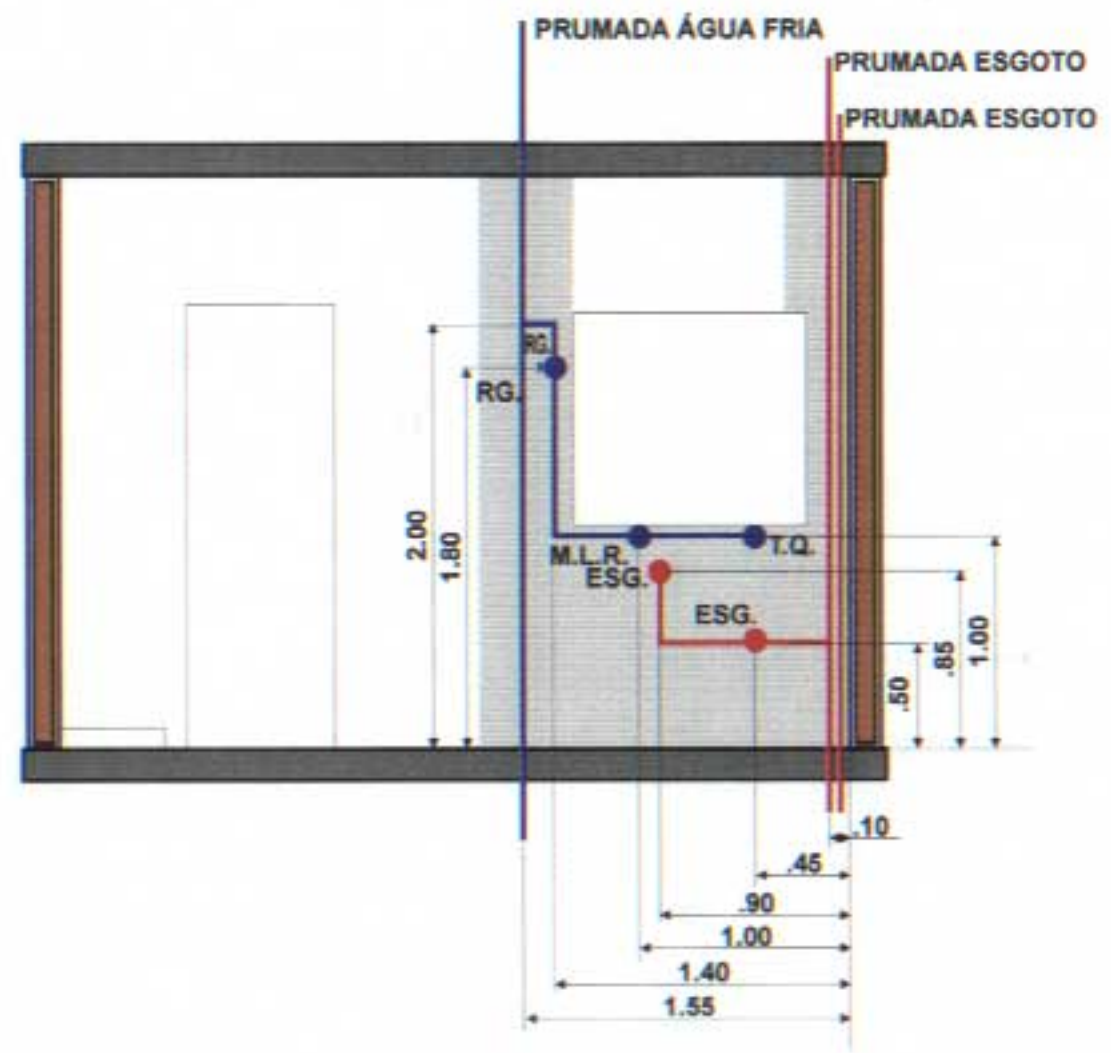 PRUMADA ÁGUA FRIA
PRUMADA ESGOTO
PRUMADA ESGOTO
RG.
RG.
2.00
1.80
M.L.R.
T.Q.
ESG.
ESG.
.50
.85
1.00
.10
.45
.90
1.00
1.40
1.55